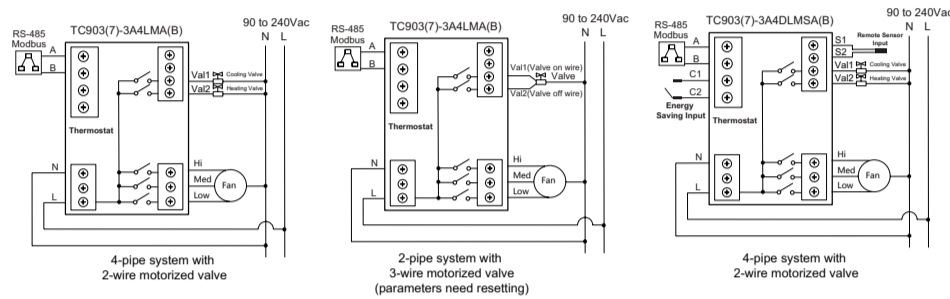 TC903(7)-3A4LMA(B)
90 to 240Vac
N L
RS-485
Modbus
A
B
Val1 Cooling Valve
Val2 Heating Valve
Thermostat
N
L
Hi
Med
Low
Fan
4-pipe system with
2-wire motorized valve
TC903(7)-3A4LMA(B)
90 to 240Vac
N L
RS-485
Modbus
A
B
Val1(Valve on wire)
Valve
Val2(Valve off wire)
Thermostat
N
L
Hi
Med
Low
Fan
2-pipe system with
3-wire motorized valve
(parameters need resetting)
TC903(7)-3A4DLMSA(B)
90 to 240Vac
N L
RS-485
Modbus
A
B
C1
C2
Energy
Saving Input
S1
S2
Remote Sensor
Input
Val1 Cooling Valve
Val2 Heating Valve
Thermostat
N
L
Hi
Med
Low
Fan
4-pipe system with
2-wire motorized valve